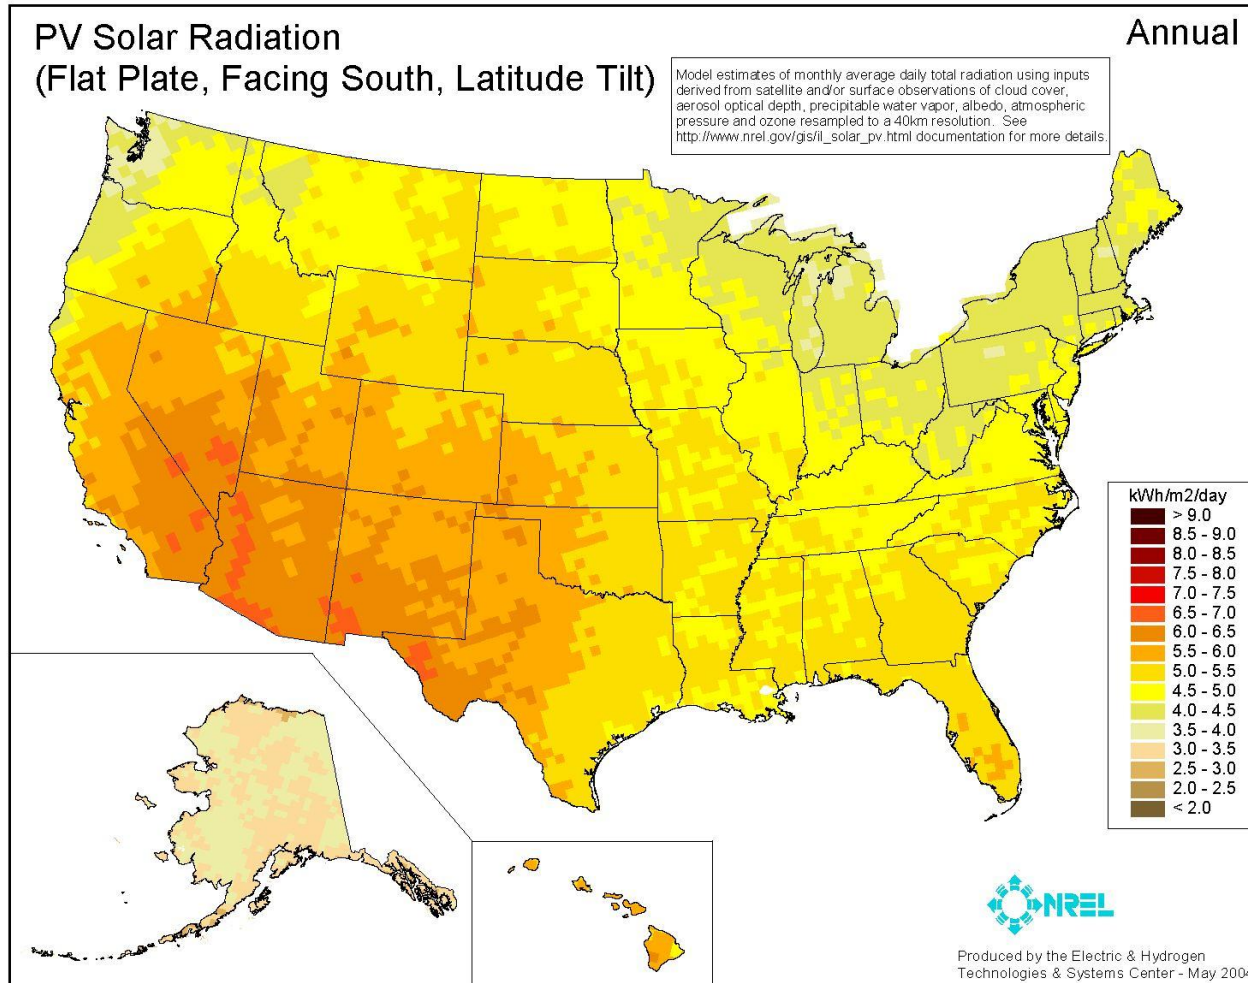 PV Solar Radiation
(Flat Plate, Facing South, Latitude Tilt)
Annual
Model estimates of monthly average daily total radiation using inputs
derived from satellite and/or surface observations of cloud cover,
aerosol optical depth, precipitable water vapor, albedo, atmospheric
pressure and ozone resampled to a 40km resolution. See
http://www.nrel.gov/gis/il_solar_pv.html documentation for more details.
kWh/m2/day
> 9.0
8.5 - 9.0
8.0 - 8.5
7.5 - 8.0
7.0 - 7.5
6.5 - 7.0
6.0 - 6.5
5.5 - 6.0
5.0 - 5.5
4.5 - 5.0
4.0 - 4.5
3.5 - 4.0
3.0 - 3.5
2.5 - 3.0
2.0 - 2.5
< 2.0
NREL
Produced by the Electric & Hydrogen
Technologies & Systems Center - May 2004